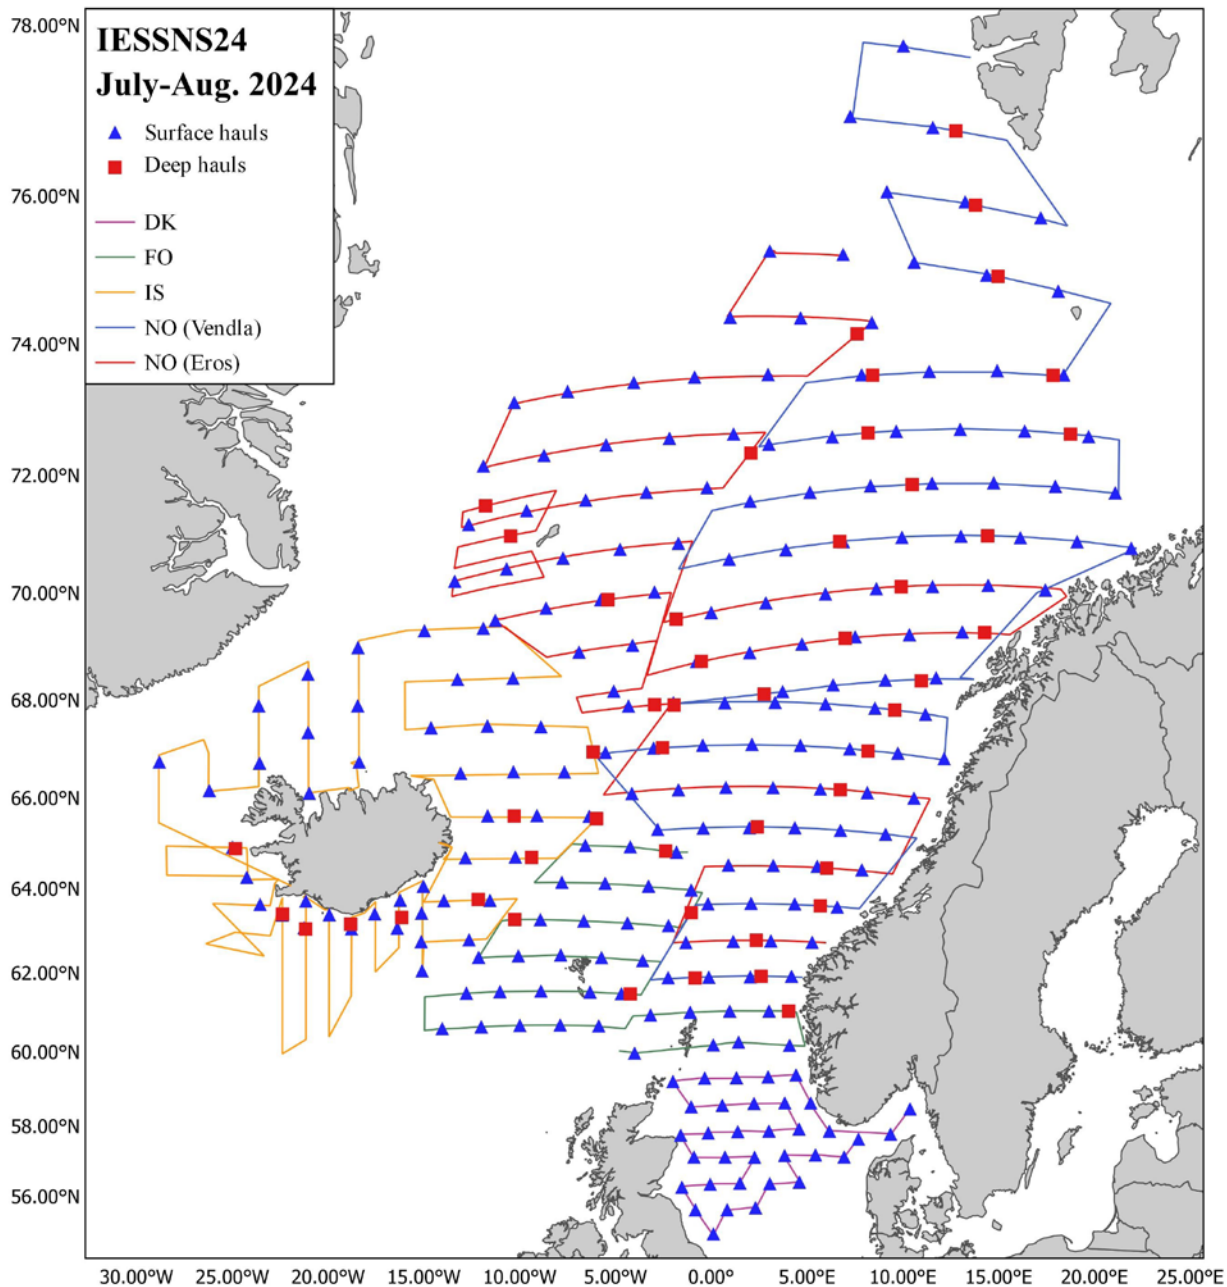 IESSNS24
July-Aug. 2024
Surface hauls
Deep hauls
DK
FO
IS
NO (Vendla)
NO (Eros)
78.00°N
76.00°N
74.00°N
72.00°N
70.00°N
68.00°N
66.00°N
64.00°N
62.00°N
60.00°N
58.00°N
56.00°N
30.00°W 25.00°W 20.00°W 15.00°W 10.00°W 5.00°W 0.00° 5.00°E 10.00°E 15.00°E 20.00°E 25.00°E